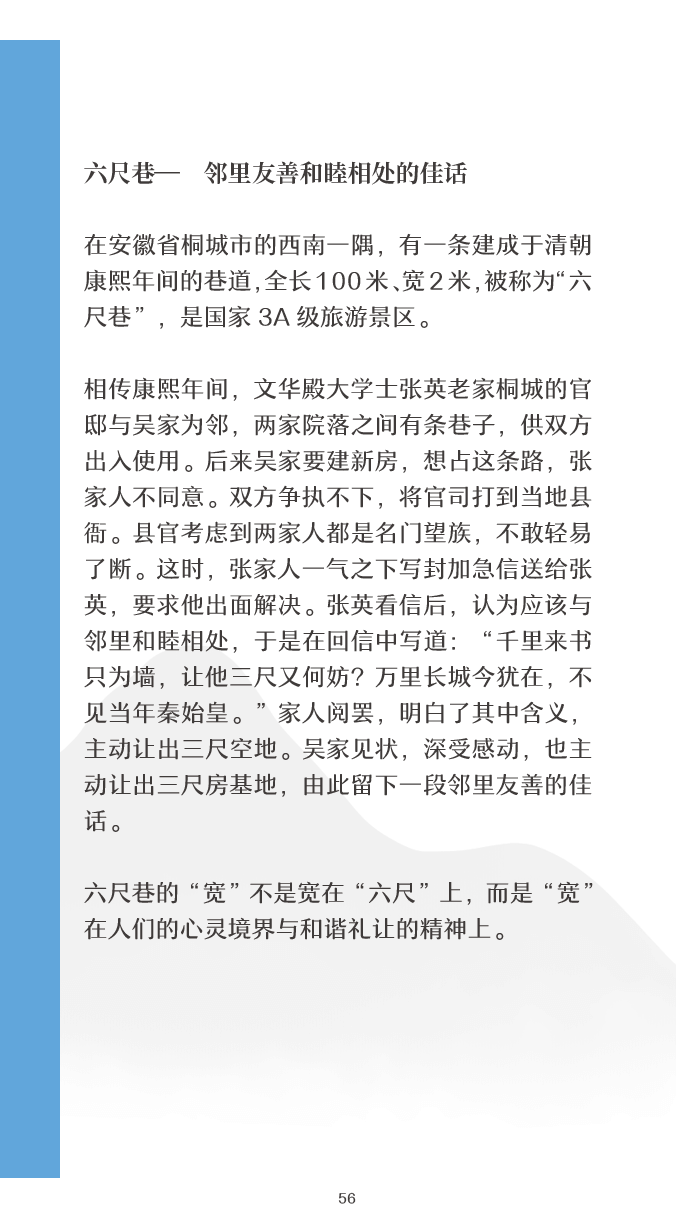 六尺巷— 邻里友善和睦相处的佳话
在安徽省桐城市的西南一隅，有一条建成于清朝
康熙年间的巷道，全长100米、宽2米，被称为“六
尺巷”，是国家 3A 级旅游景区。
相传康熙年间，文华殿大学士张英老家桐城的官
邸与吴家为邻，两家院落之间有条巷子，供双方
出入使用。后来吴家要建新房，想占这条路，张
家人不同意。双方争执不下，将官司打到当地县
衙。县官考虑到两家人都是名门望族，不敢轻易
了断。这时，张家人一气之下写封加急信送给张
英，要求他出面解决。张英看信后，认为应该与
邻里和睦相处，于是在回信中写道：“千里来书
只为墙，让他三尺又何妨？万里长城今犹在，不
见当年秦始皇。”家人阅罢，明白了其中含义，
主动让出三尺空地。吴家见状，深受感动，也主
动让出三尺房基地，由此留下一段邻里友善的佳
话。
六尺巷的“宽”不是宽在“六尺”上，而是“宽”
在人们的心灵境界与和谐礼让的精神上。
56